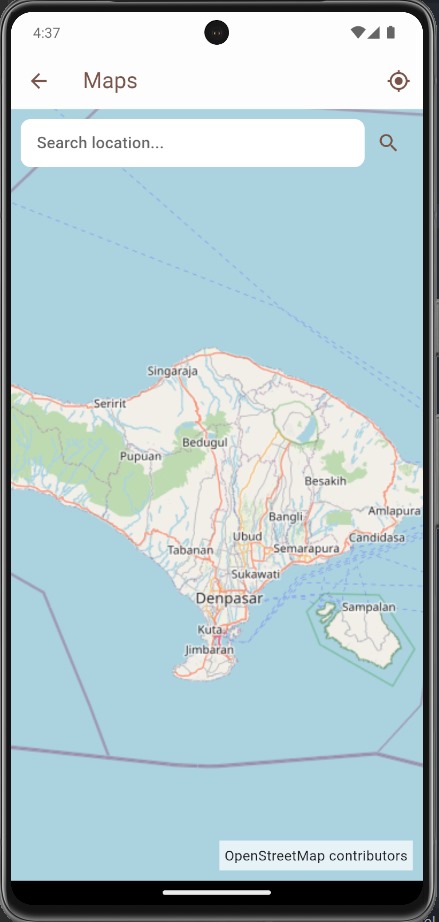 4:37
Maps
Search location...
Singaraja
Seririt
Bedugul
Pupuan
Besakih
Amlapura
Bangli
Ubud
Candidasa
Tabanan
Semarapura
Sukawati
Denpasar
Sampalan
Kuta
Jimbaran
OpenStreetMap contributors